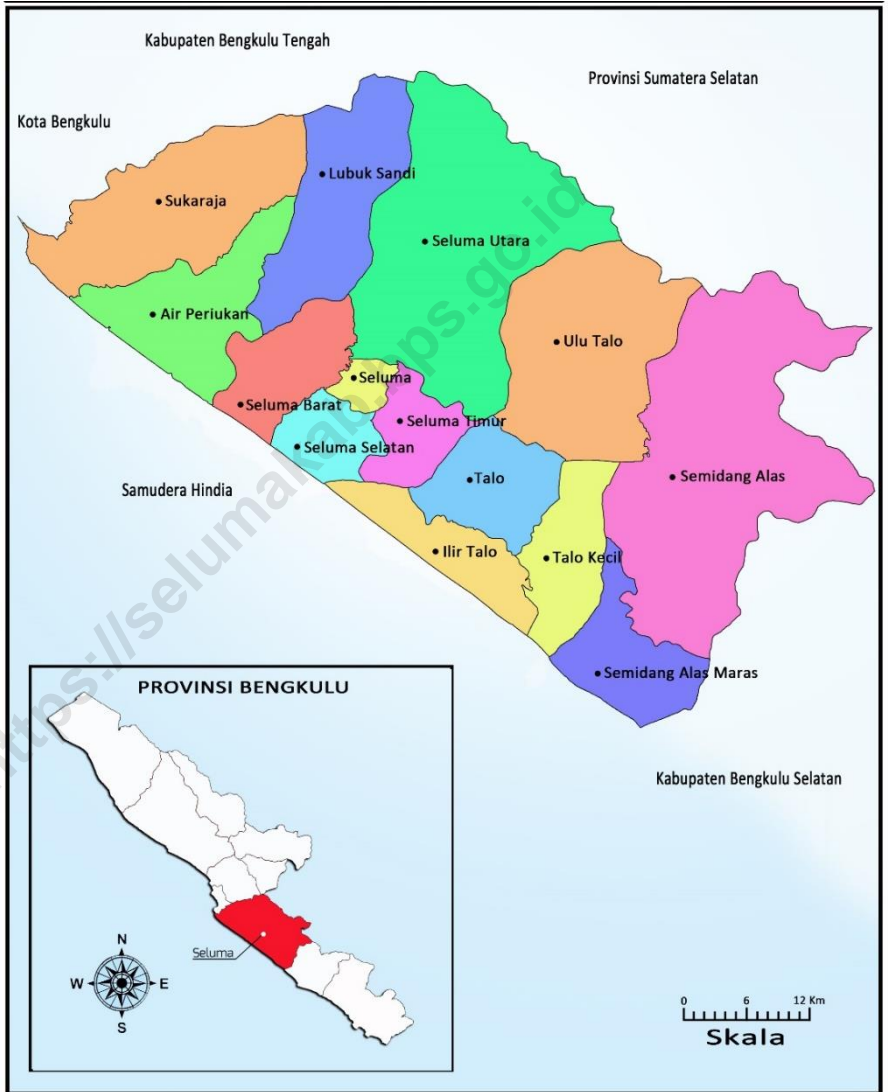 Kabupaten Bengkulu Tengah
Provinsi Sumatera Selatan
Kota Bengkulu
Lubuk Sandi
Sukaraja
Seluma Utara
Air Periukan
Ulu Talo
Seluma
Seluma Barat
Seluma Timur
Seluma Selatan
Semidang Alas
Talo
Samudera Hindia
Ilir Talo
Talo Kecil
Semidang Alas Maras
Kabupaten Bengkulu Selatan
PROVINSI BENGKULU
Seluma
N
W E
S
0 6 12 Km
Skala
https://selumakab.bps.go.id